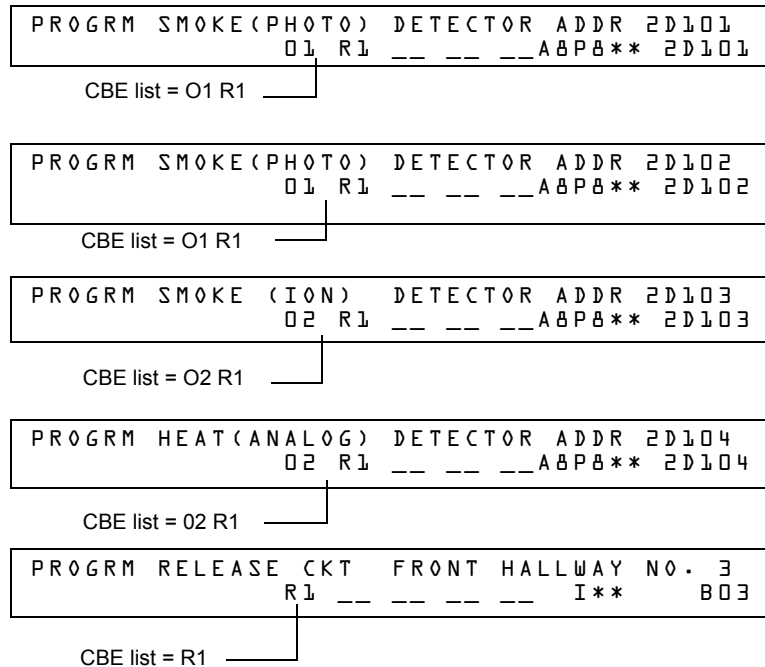 PROGRM SMOKE(PHOTO) DETECTOR ADDR 2D101
01 R1 __ __ __A8P8** 2D101
CBE list = O1 R1
PROGRM SMOKE(PHOTO) DETECTOR ADDR 2D102
01 R1 __ __ __A8P8** 2D102
CBE list = O1 R1
PROGRM SMOKE (ION) DETECTOR ADDR 2D103
02 R1 __ __ __A8P8** 2D103
CBE list = O2 R1
PROGRM HEAT(ANALOG) DETECTOR ADDR 2D104
02 R1 __ __ __A8P8** 2D104
CBE list = 02 R1
PROGRM RELEASE CKT FRONT HALLWAY NO. 3
R1 __ __ __ __ I** B03
CBE list = R1